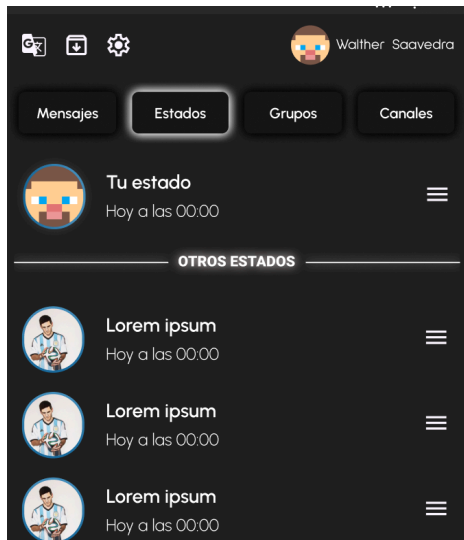 Walther Saavedra
Mensajes Estados Grupos Canales
Tu estado
Hoy a las 00:00
OTROS ESTADOS
Lorem ipsum
Hoy a las 00:00
Lorem ipsum
Hoy a las 00:00
Lorem ipsum
Hoy a las 00:00